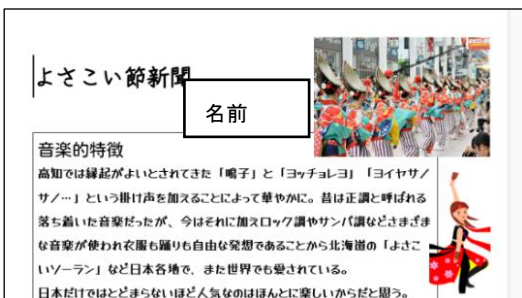 よさこい節新聞
名前
音楽的特徴
高知では縁起がよいとされてきた「鳴子」と「ヨッチョレヨ」「ヨイヤサノ
サノ…」という掛け声を加えることによって華やかに。昔は正調と呼ばれる
落ち着いた音楽だったが、今はそれに加えロック調やサンバ調などさまざま
な音楽が使われ衣服も踊りも自由な発想であることから北海道の「よさこ
いソーラン」など日本各地で、また世界でも愛されている。
日本だけではとどまらないほど人気なのはほんとに楽しいからだと思う。